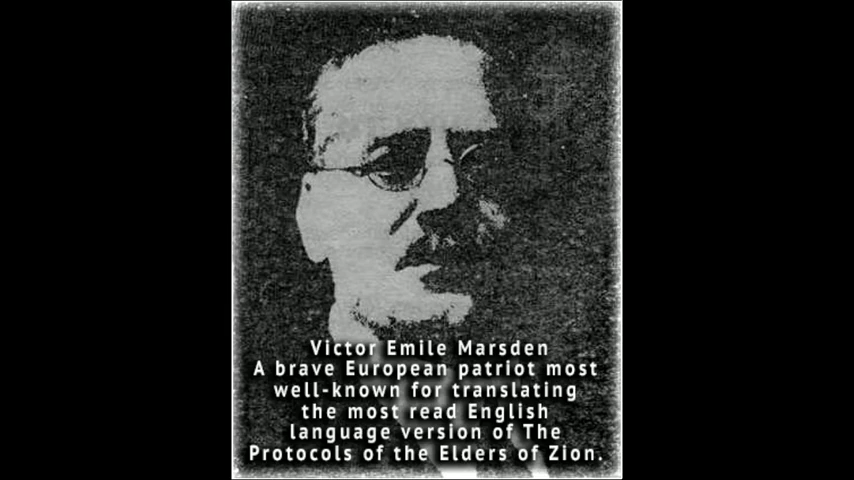 Victor Emile Marsden
A brave European patriot most
well-known for translating
the most read English
language version of The
Protocols of the Elders of Zion.